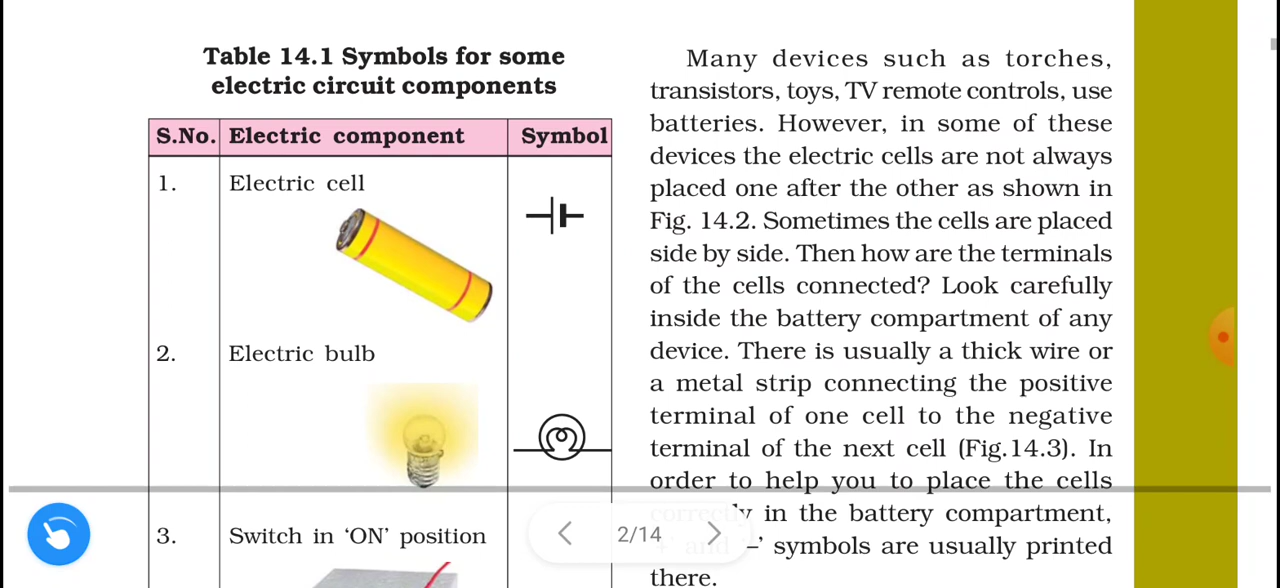 Table 14.1 Symbols for some
electric circuit components
S.No. Electric component Symbol
1. Electric cell
2. Electric bulb
3. Switch in ‘ON’ position
Many devices such as torches,
transistors, toys, TV remote controls, use
batteries. However, in some of these
devices the electric cells are not always
placed one after the other as shown in
Fig. 14.2. Sometimes the cells are placed
side by side. Then how are the terminals
of the cells connected? Look carefully
inside the battery compartment of any
device. There is usually a thick wire or
a metal strip connecting the positive
terminal of one cell to the negative
terminal of the next cell (Fig.14.3). In
order to help you to place the cells
correctly in the battery compartment,
‘+’ and ‘–’ symbols are usually printed
there.
2/14